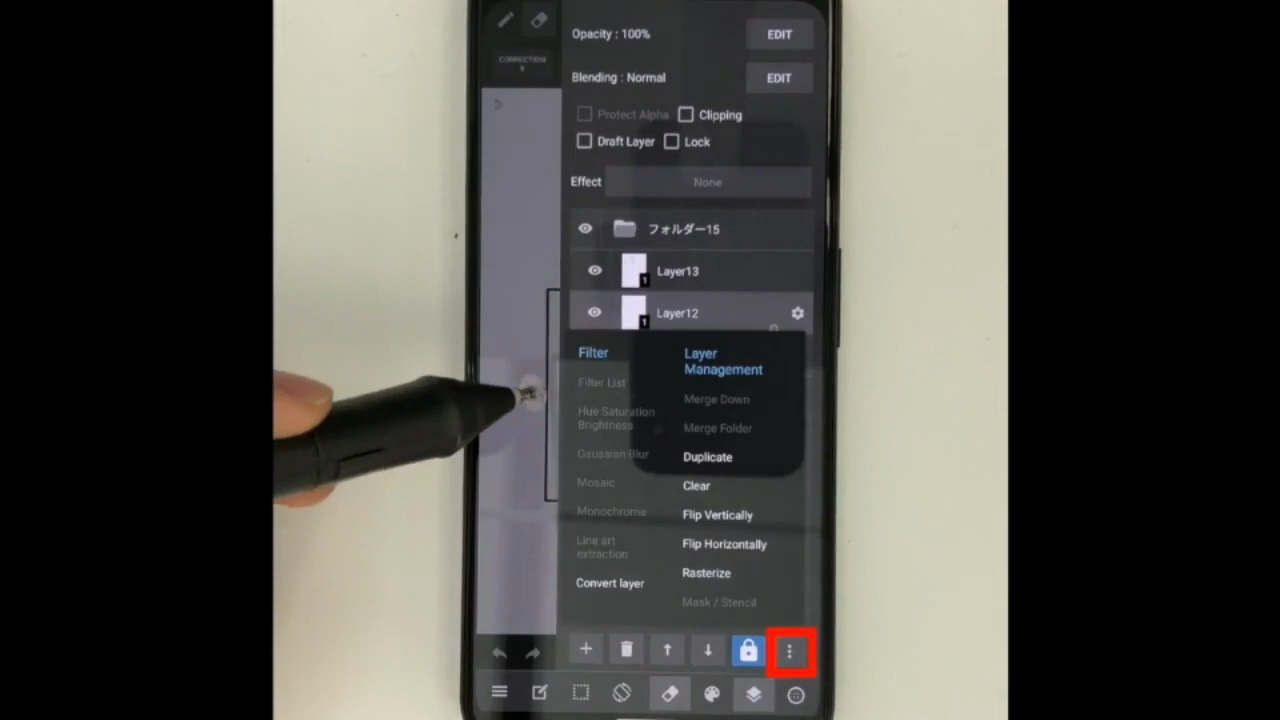 Opacity : 100%
EDIT
CORRECTION
9
Blending : Normal
EDIT
Protect Alpha
Clipping
Draft Layer
Lock
Effect
None
フォルダー15
1
Layer13
1
Layer12
Filter
Filter List
Hue Saturation
Brightness
Gaussian Blur
Mosaic
Monochrome
Line art
extraction
Convert layer
Layer
Management
Merge Down
Merge Folder
Duplicate
Clear
Flip Vertically
Flip Horizontally
Rasterize
Mask / Stencil